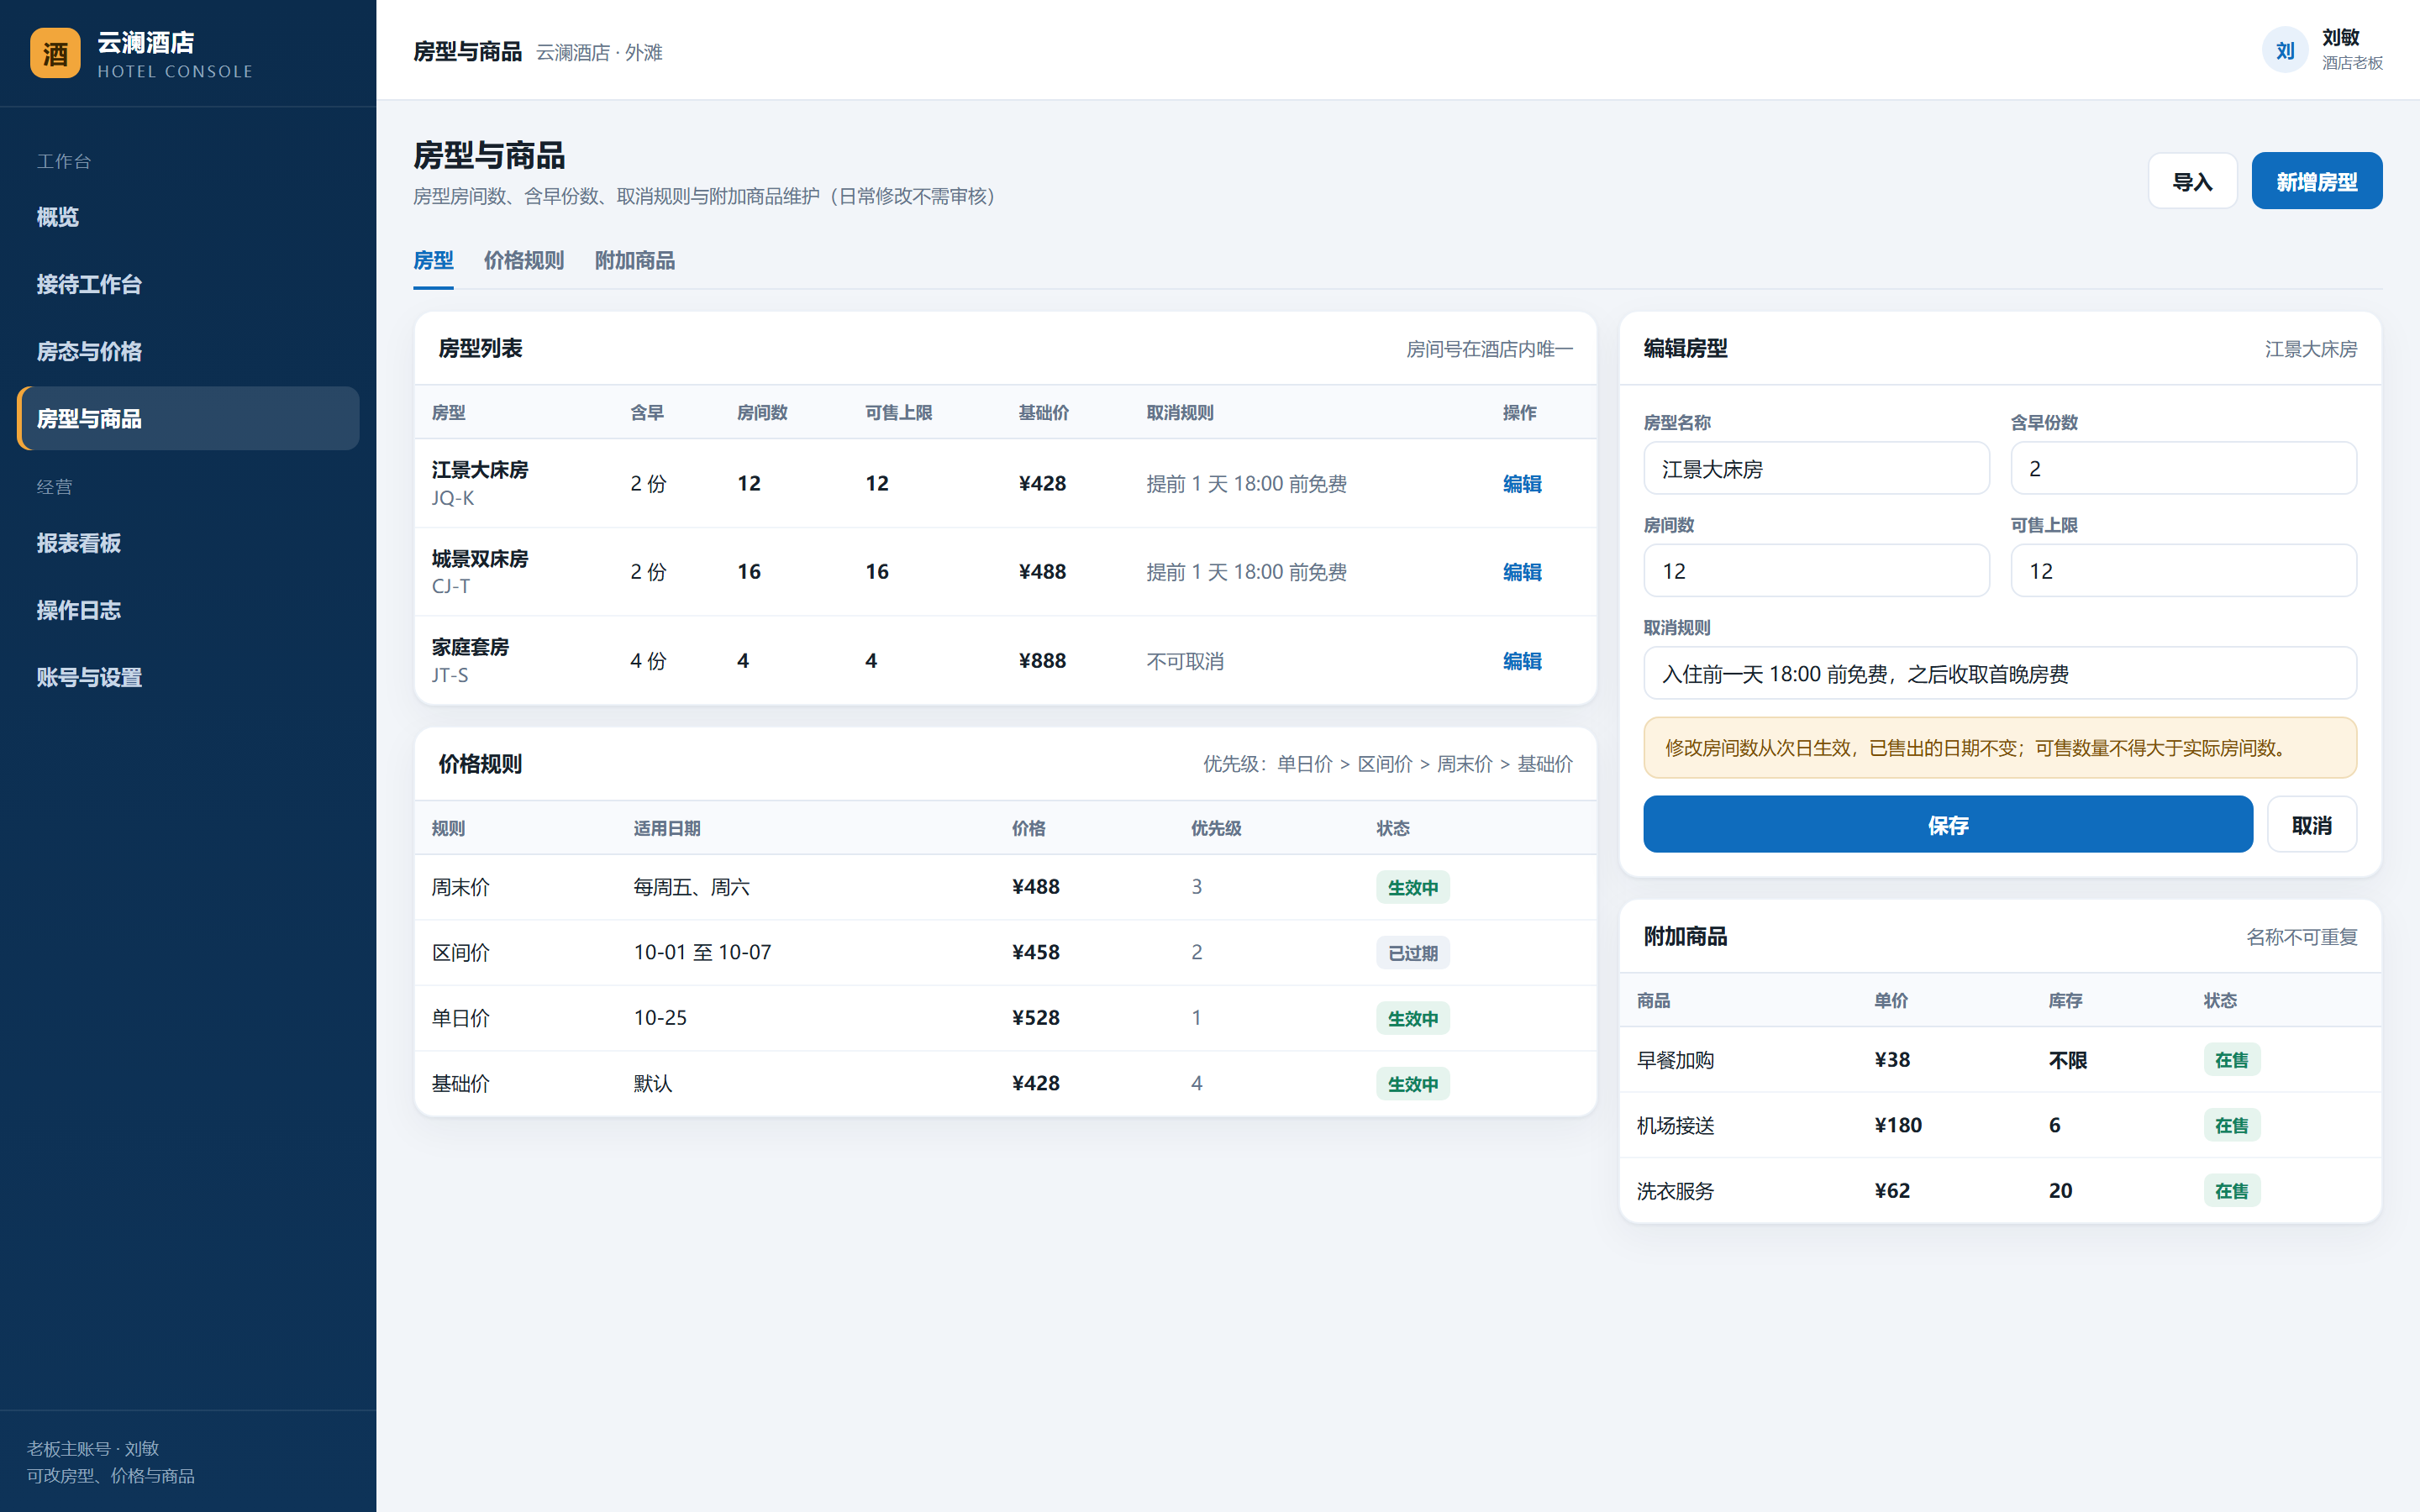 酒
云澜酒店
HOTEL CONSOLE
工作台
概览
接待工作台
房态与价格
房型与商品
经营
报表看板
操作日志
账号与设置
老板主账号 · 刘敏
可改房型、价格与商品
房型与商品 云澜酒店 · 外滩
刘
刘敏
酒店老板
房型与商品
房型房间数、含早份数、取消规则与附加商品维护（日常修改不需审核）
导入
新增房型
房型 价格规则 附加商品
房型列表 房间号在酒店内唯一
房型 含早 房间数 可售上限 基础价 取消规则 操作
江景大床房
JQ-K
2 份 12 12 ¥428 提前 1 天 18:00 前免费 编辑
城景双床房
CJ-T
2 份 16 16 ¥488 提前 1 天 18:00 前免费 编辑
家庭套房
JT-S
4 份 4 4 ¥888 不可取消 编辑
价格规则 优先级：单日价 > 区间价 > 周末价 > 基础价
规则 适用日期 价格 优先级 状态
周末价 每周五、周六 ¥488 3 生效中
区间价 10-01 至 10-07 ¥458 2 已过期
单日价 10-25 ¥528 1 生效中
基础价 默认 ¥428 4 生效中
编辑房型 江景大床房
房型名称 含早份数
江景大床房 2
房间数 可售上限
12 12
取消规则
入住前一天 18:00 前免费，之后收取首晚房费
修改房间数从次日生效，已售出的日期不变；可售数量不得大于实际房间数。
保存 取消
附加商品 名称不可重复
商品 单价 库存 状态
早餐加购 ¥38 不限 在售
机场接送 ¥180 6 在售
洗衣服务 ¥62 20 在售